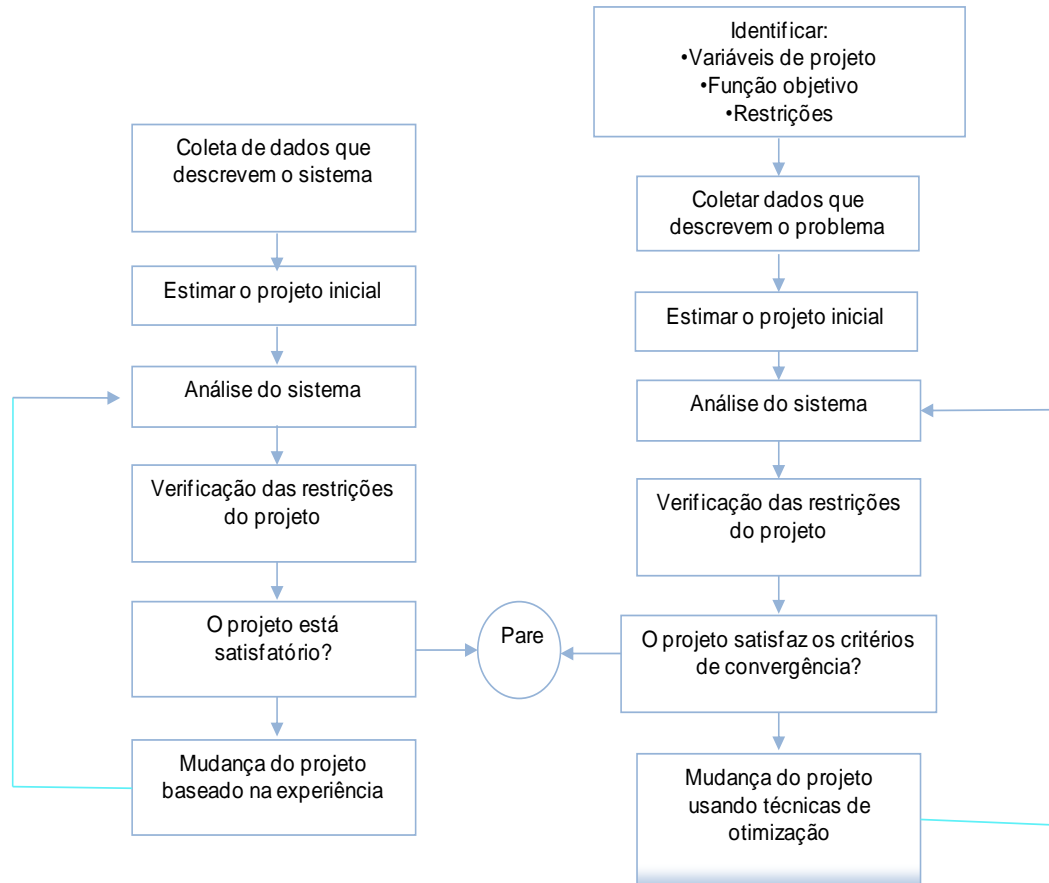 Identificar:
•Variáveis de projeto
•Função objetivo
•Restrições
Coleta de dados que
descrevem o sistema
Estimar o projeto inicial
Análise do sistema
Verificação das restrições
do projeto
O projeto está
satisfatório?
Mudança do projeto
baseado na experiência
Pare
Coletar dados que
descrevem o problema
Estimar o projeto inicial
Análise do sistema
Verificação das restrições
do projeto
O projeto satisfaz os critérios
de convergência?
Mudança do projeto
usando técnicas de
otimização